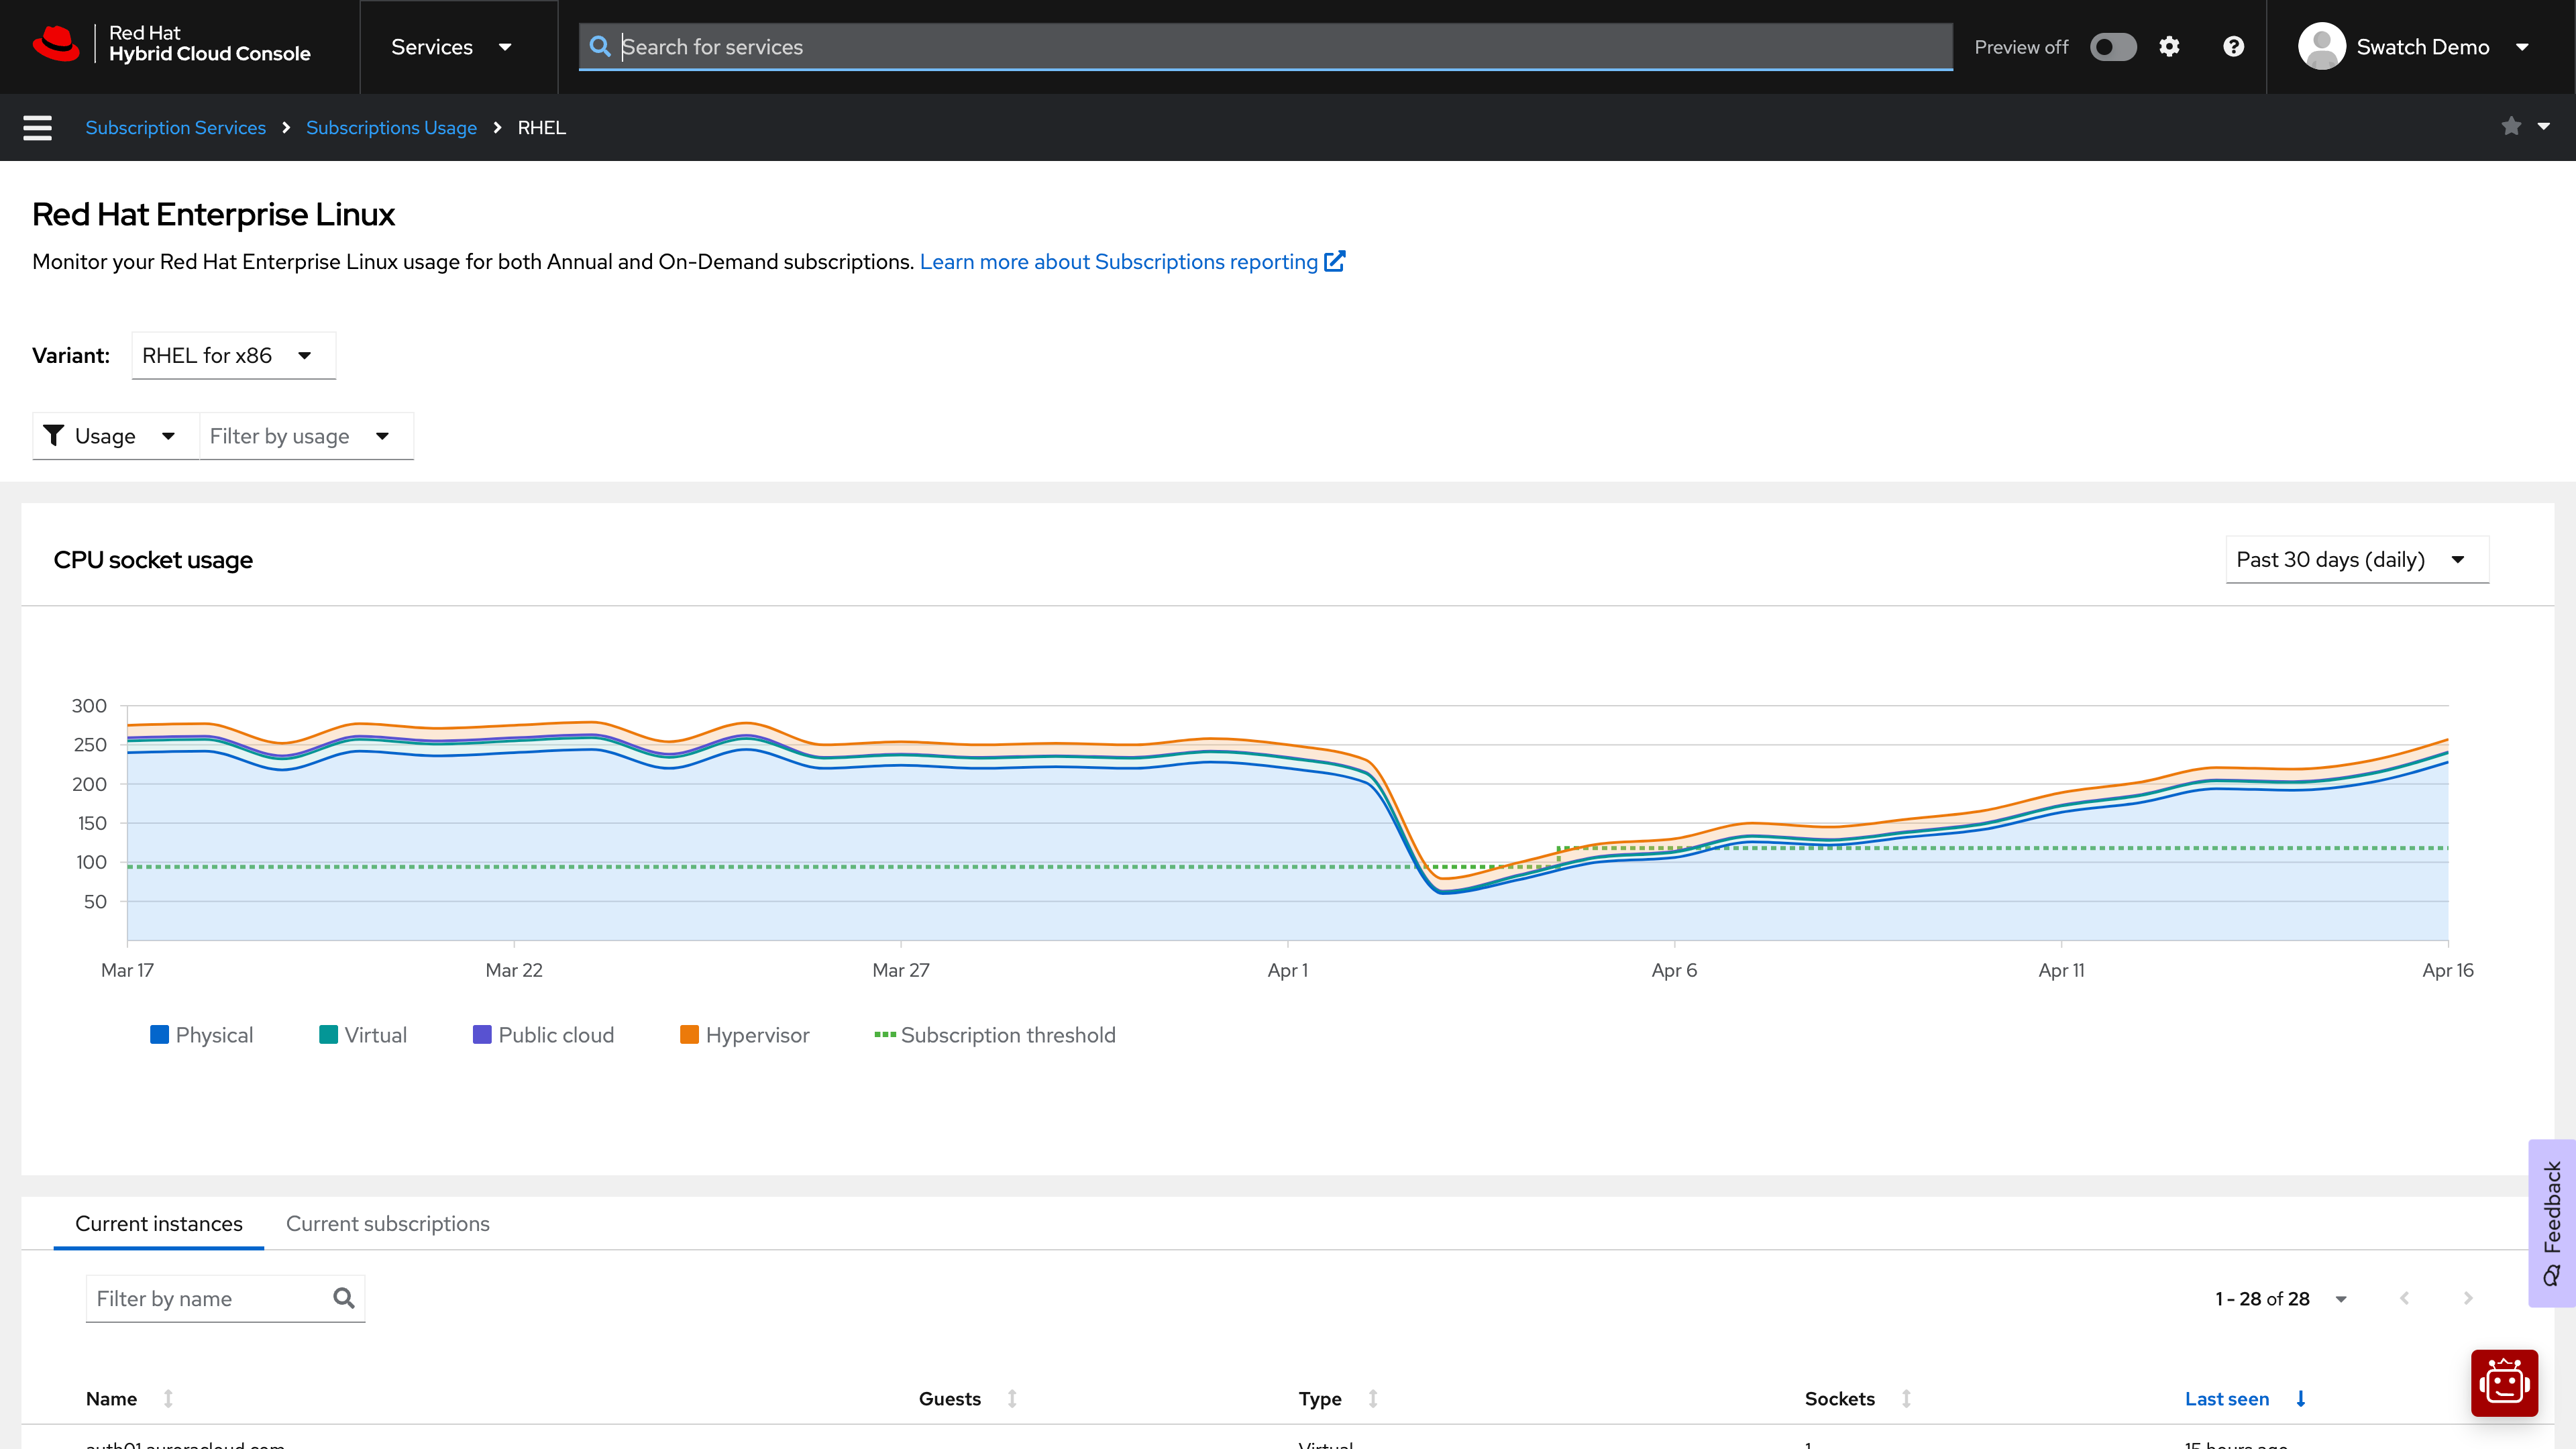 Red Hat
Hybrid Cloud Console
Services
Search for services
Preview off
Swatch Demo
Subscription Services
Subscriptions Usage
RHEL
Red Hat Enterprise Linux
Monitor your Red Hat Enterprise Linux usage for both Annual and On-Demand subscriptions. Learn more about Subscriptions reporting
Variant:
RHEL for x86
Usage
Filter by usage
CPU socket usage
Past 30 days (daily)
300
250
200
150
100
50
Mar 17
Mar 22
Mar 27
Apr 1
Apr 6
Apr 11
Apr 16
Physical
Virtual
Public cloud
Hypervisor
Subscription threshold
Feedback
Current instances
Current subscriptions
Filter by name
1 - 28 of 28
Name
Guests
Type
Sockets
Last seen
auth01.auroracloud.com
Virtual
1
15 hours ago